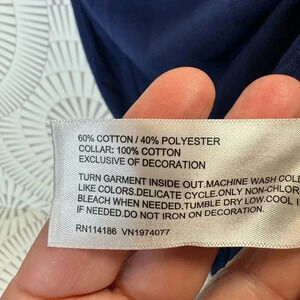 60% COTTON / 40% POLYESTER
COLLAR: 100% COTTON
EXCLUSIVE OF DECORATION
TURN GARMENT INSIDE OUT.MACHINE WASH COLD
LIKE COLORS.DELICATE CYCLE.ONLY NON-CHLOR
BLEACH WHEN NEEDED.TUMBLE DRY LOW.COOL I
IF NEEDED.DO NOT IRON ON DECORATION.
RN114186 VN1974077